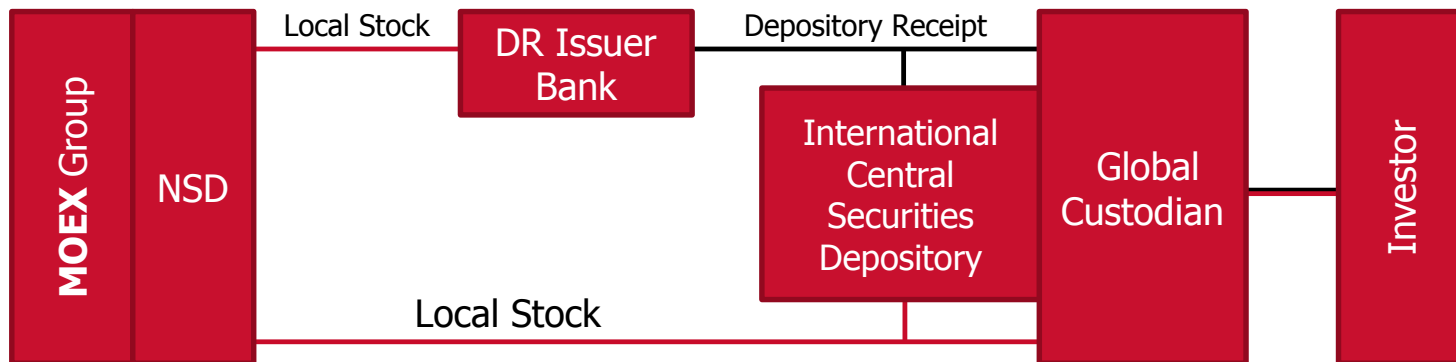 MOEX Group
NSD
Local Stock
DR Issuer
Bank
Depository Receipt
International
Central
Securities
Depository
Global
Custodian
Investor
Local Stock